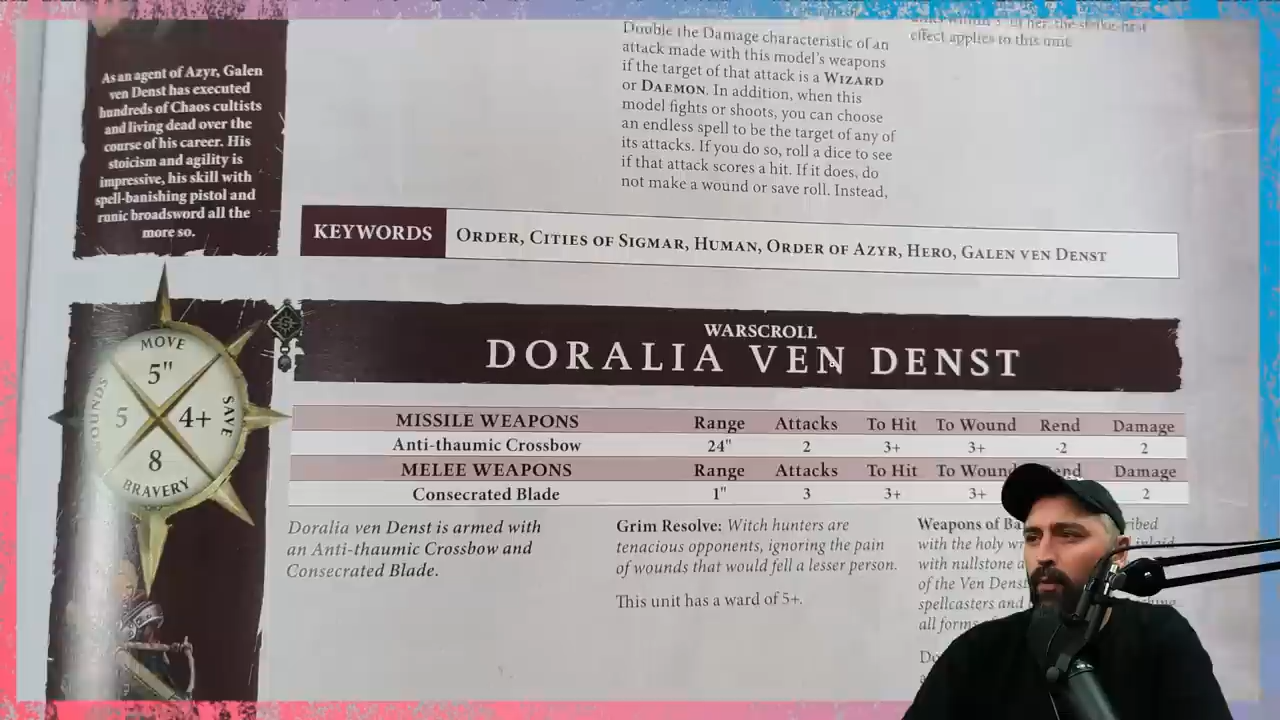 As an agent of Azyr, Galen
ven Denst has executed
hundreds of Chaos cultists
and living dead over the
course of his career. His
stoicism and agility is
impressive, his skill with
spell-banishing pistol and
runic broadsword all the
more so.
Double the Damage characteristic of an
attack made with this model's weapons
if the target of that attack is a WIZARD
or DAEMON. In addition, when this
model fights or shoots, you can choose
an endless spell to be the target of any of
its attacks. If you do so, roll a dice to see
if that attack scores a hit. If it does, do
not make a wound or save roll. Instead,
effect applies to this unit.
KEYWORDS ORDER, CITIES OF SIGMAR, HUMAN, ORDER OF AZYR, HERO, GALEN VEN DENST
WARSCROLL
DORALIA VEN DENST
MOVE
5"
5 4+ SAVE
8
BRAVERY
MISSILE WEAPONS Range Attacks To Hit To Wound Rend Damage
Anti-thaumic Crossbow 24" 2 3+ 3+ -2 2
MELEE WEAPONS Range Attacks To Hit To Wound Damage
Consecrated Blade 1" 3 3+ 3+ 2
Doralia ven Denst is armed with
an Anti-thaumic Crossbow and
Consecrated Blade.
Grim Resolve: Witch hunters are
tenacious opponents, ignoring the pain
of wounds that would fell a lesser person.
This unit has a ward of 5+.
Weapons of
with the holy
with nullstone
of the Ven Denst
spellcasters and
all